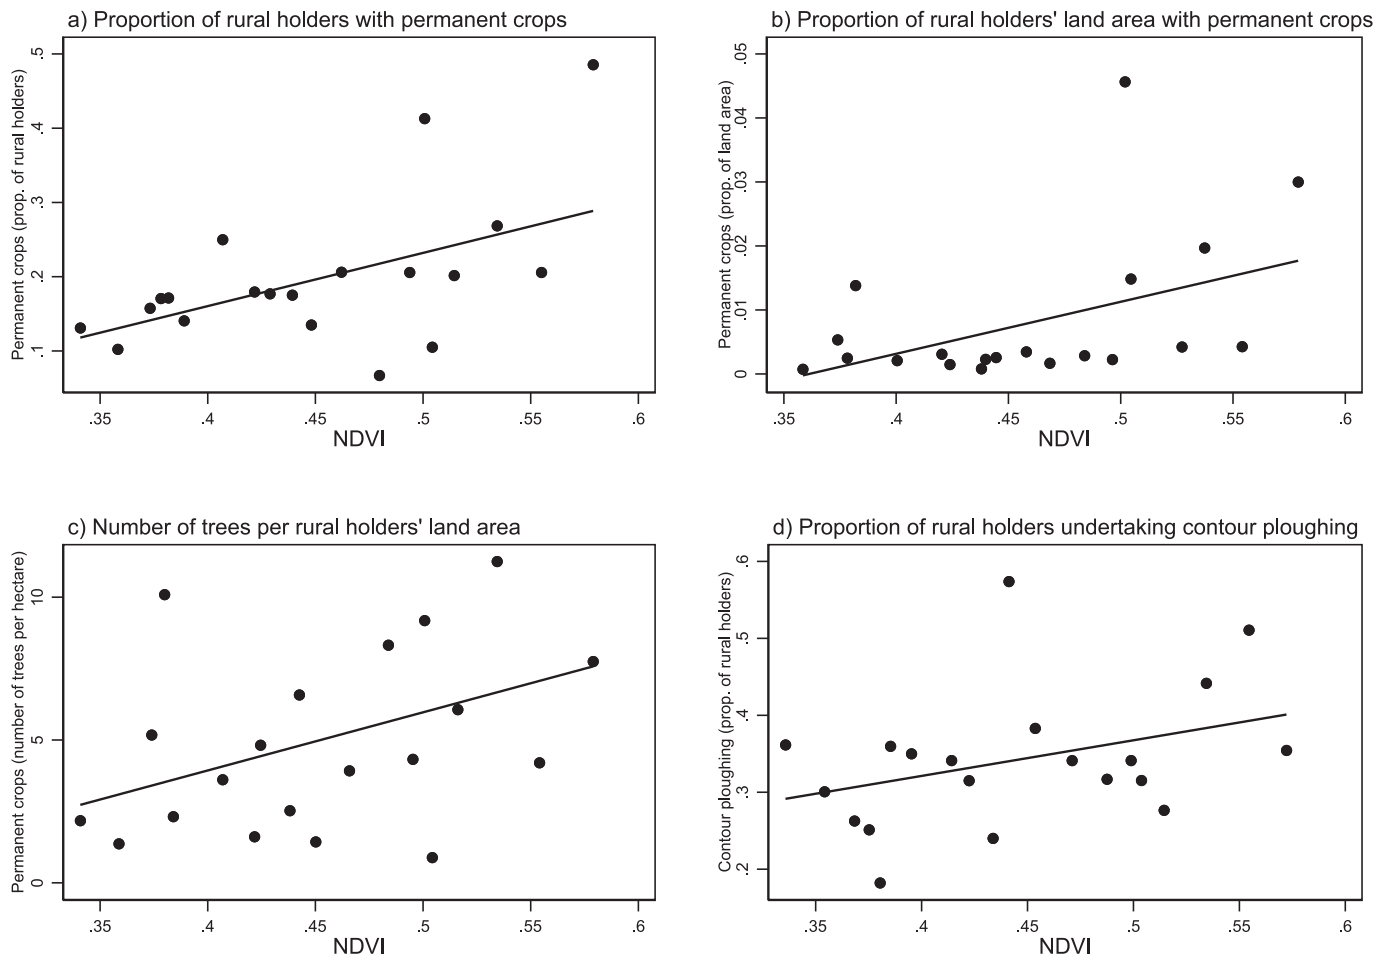 a) Proportion of rural holders with permanent crops
Permanent crops (prop. of rural holders)
.5
.4
.3
.2
.1
.35 .4 .45 .5 .55 .6
NDVI
b) Proportion of rural holders' land area with permanent crops
Permanent crops (prop. of land area)
.05
.04
.03
.02
.01
0
.35 .4 .45 .5 .55 .6
NDVI
c) Number of trees per rural holders' land area
Permanent crops (number of trees per hectare)
10
5
0
.35 .4 .45 .5 .55 .6
NDVI
d) Proportion of rural holders undertaking contour ploughing
Contour ploughing (prop. of rural holders)
.6
.5
.4
.3
.2
.35 .4 .45 .5 .55 .6
NDVI